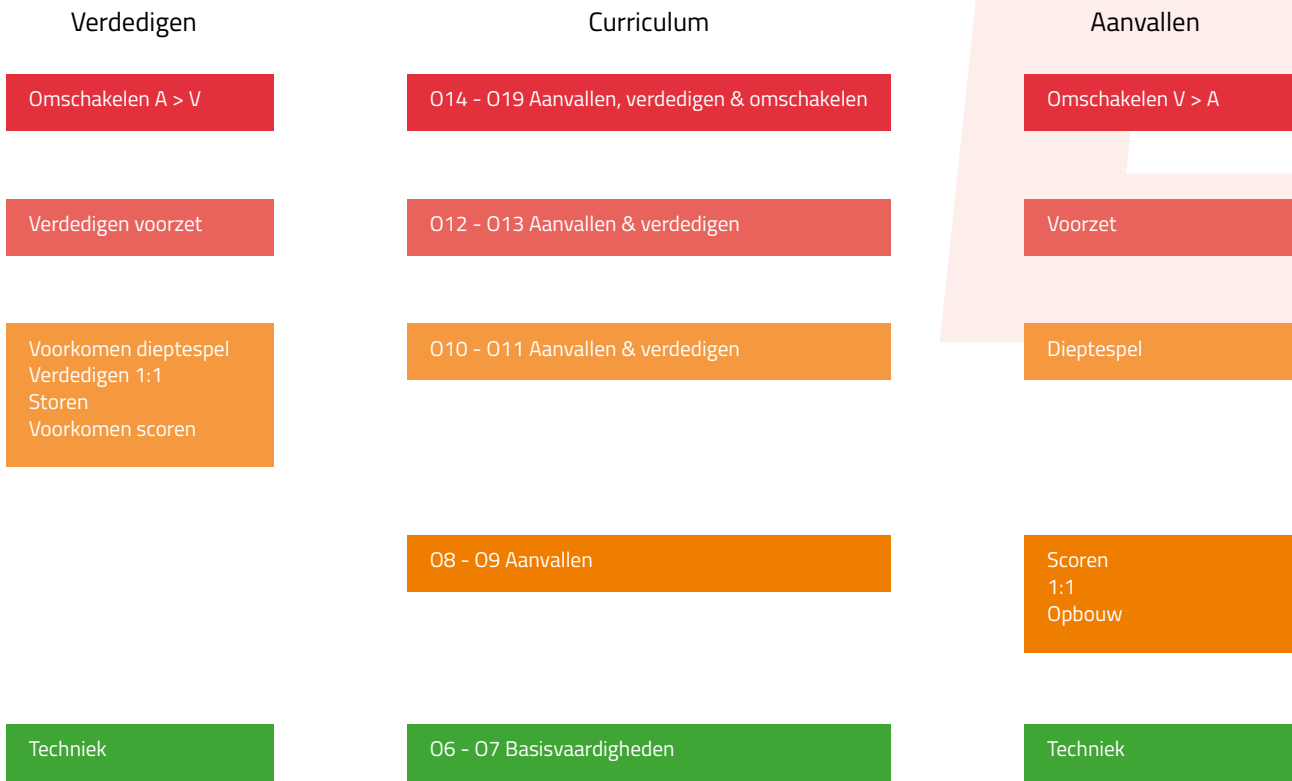 Verdedigen
Curriculum
Aanvallen
Omschakelen A > V
O14 - O19 Aanvallen, verdedigen & omschakelen
Omschakelen V > A
Verdedigen voorzet
O12 - O13 Aanvallen & verdedigen
Voorzet
Voorkomen dieptespel
Verdedigen 1:1
Storen
Voorkomen scoren
O10 - O11 Aanvallen & verdedigen
Dieptespel
O8 - O9 Aanvallen
Scoren
1:1
Opbouw
Techniek
O6 - O7 Basisvaardigheden
Techniek